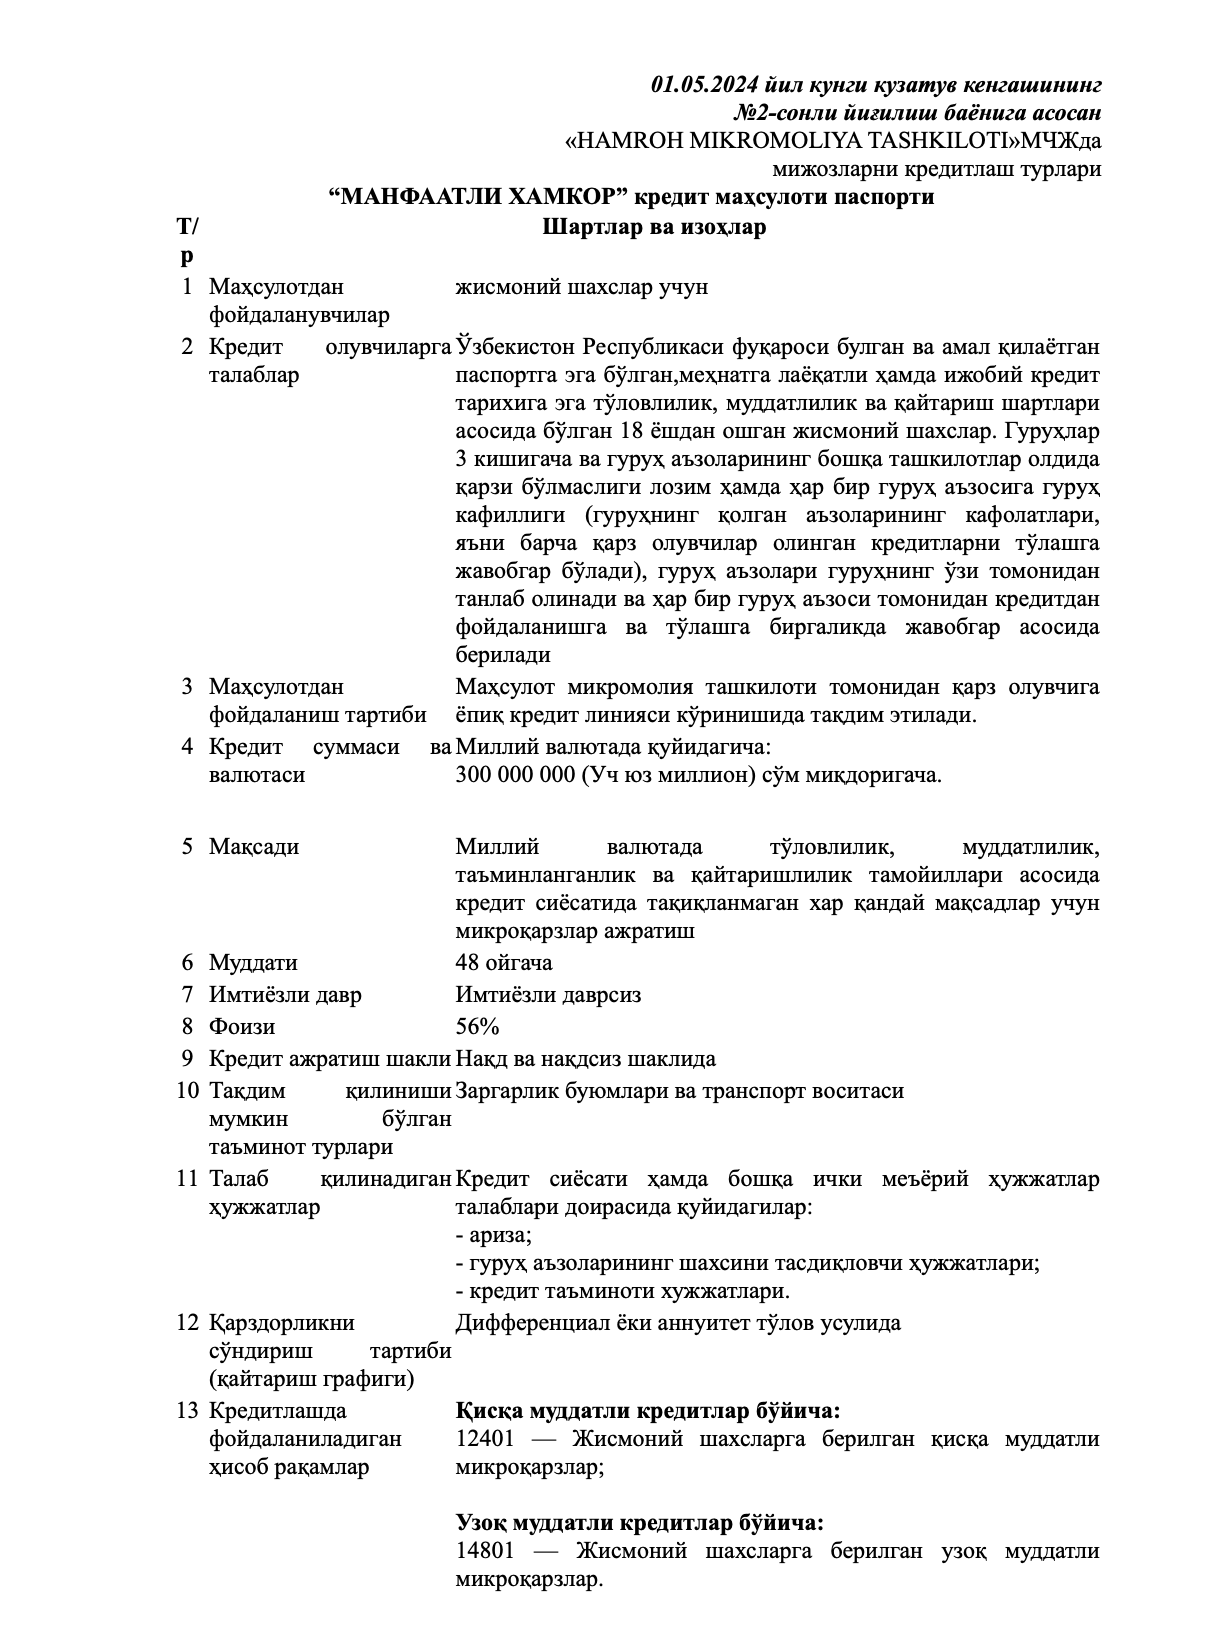 01.05.2024 йил кунги кузатув кенгашининг
№2-сонли йиғилиш баёнига асосан
«HAMROH MIKROMOLIYA TASHKILOTI»МЧЖда
мижозларни кредитлаш турлари
“МАНФААТЛИ ХАМКОР” кредит маҳсулоти паспорти
Т/ Шартлар ва изоҳлар
р
1 Маҳсулотдан жисмоний шахслар учун
фойдаланувчилар
2 Кредит олувчиларга Ўзбекистон Республикаси фуқароси булган ва амал қилаётган
талаблар паспортга эга бўлган,меҳнатга лаёқатли ҳамда ижобий кредит
тарихига эга тўловлилик, муддатлилик ва қайтариш шартлари
асосида бўлган 18 ёшдан ошган жисмоний шахслар. Гуруҳлар
3 кишигача ва гуруҳ аъзоларининг бошқа ташкилотлар олдида
қарзи бўлмаслиги лозим ҳамда ҳар бир гуруҳ аъзосига гуруҳ
кафиллиги (гуруҳнинг қолган аъзоларининг кафолатлари,
яъни барча қарз олувчилар олинган кредитларни тўлашга
жавобгар бўлади), гуруҳ аъзолари гуруҳнинг ўзи томонидан
танлаб олинади ва ҳар бир гуруҳ аъзоси томонидан кредитдан
фойдаланишга ва тўлашга биргаликда жавобгар асосида
берилади
3 Маҳсулотдан Маҳсулот микромолия ташкилоти томонидан қарз олувчига
фойдаланиш тартиби ёпиқ кредит линияси кўринишида тақдим этилади.
4 Кредит суммаси ва Миллий валютада қуйидагича:
валютаси 300 000 000 (Уч юз миллион) сўм миқдоригача.
5 Мақсади Миллий валютада тўловлилик, муддатлилик,
таъминланганлик ва қайтаришлилик тамойиллари асосида
кредит сиёсатида тақиқланмаган хар қандай мақсадлар учун
микроқарзлар ажратиш
6 Муддати 48 ойгача
7 Имтиёзли давр Имтиёзли даврсиз
8 Фоизи 56%
9 Кредит ажратиш шакли Нақд ва нақдсиз шаклида
10 Тақдим қилиниши Заргарлик буюмлари ва транспорт воситаси
мумкин бўлган
таъминот турлари
11 Талаб қилинадиган Кредит сиёсати ҳамда бошқа ички меъёрий ҳужжатлар
ҳужжатлар талаблари доирасида қуйидагилар:
- ариза;
- гуруҳ аъзоларининг шахсини тасдиқловчи ҳужжатлари;
- кредит таъминоти хужжатлари.
12 Қарздорликни Дифференциал ёки аннуитет тўлов усулида
сўндириш тартиби
(қайтариш графиги)
13 Кредитлашда Қисқа муддатли кредитлар бўйича:
фойдаланиладиган 12401 — Жисмоний шахсларга берилган қисқа муддатли
ҳисоб рақамлар микроқарзлар;
Узоқ муддатли кредитлар бўйича:
14801 — Жисмоний шахсларга берилган узоқ муддатли
микроқарзлар.